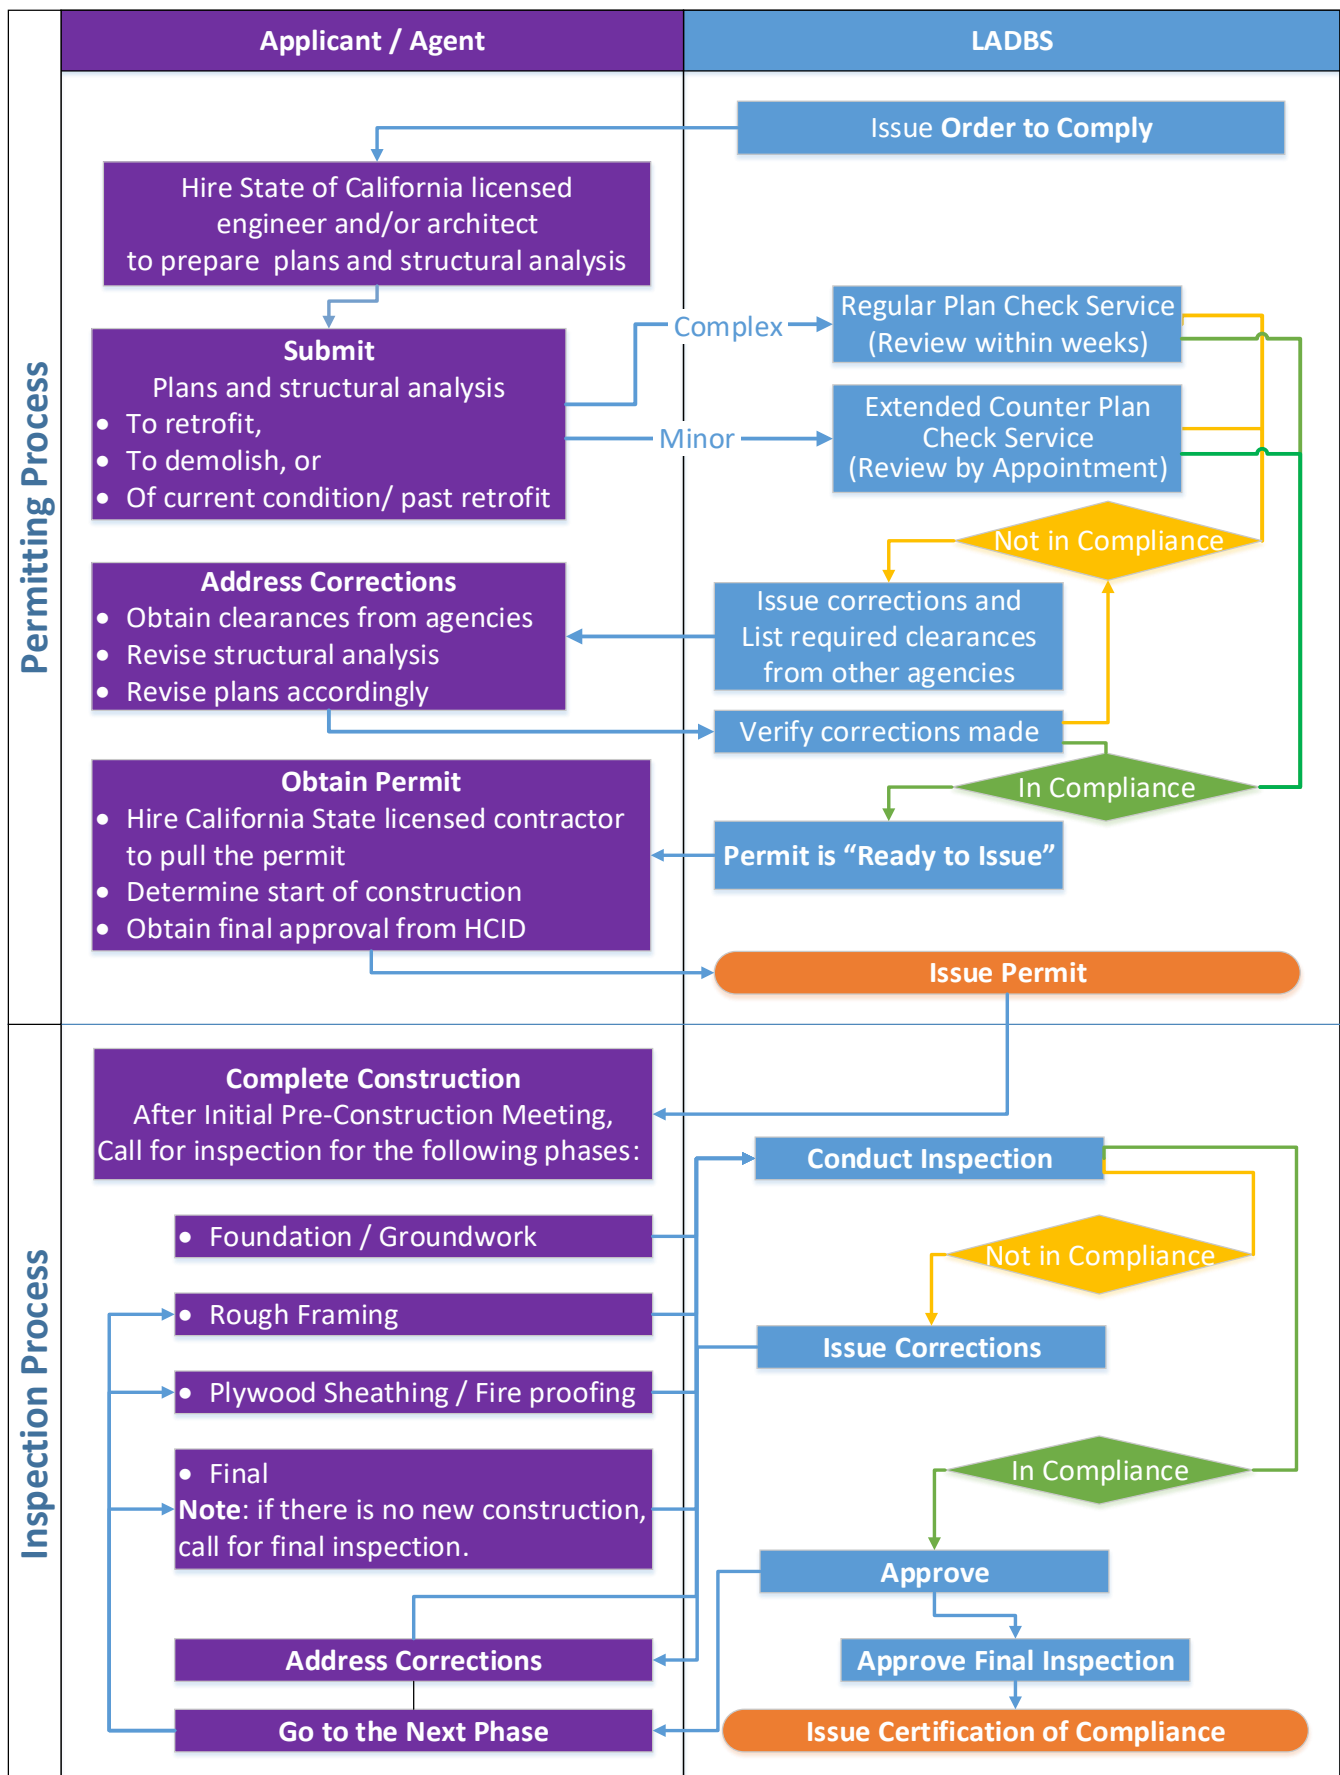 Applicant / Agent
LADBS
Permitting Process
Issue Order to Comply
Hire State of California licensed
engineer and/or architect
to prepare plans and structural analysis
Submit
Plans and structural analysis
• To retrofit,
• To demolish, or
• Of current condition/ past retrofit
Complex
Regular Plan Check Service
(Review within weeks)
Minor
Extended Counter Plan
Check Service
(Review by Appointment)
Not in Compliance
Issue corrections and
List required clearances
from other agencies
Address Corrections
• Obtain clearances from agencies
• Revise structural analysis
• Revise plans accordingly
Verify corrections made
In Compliance
Permit is “Ready to Issue”
Obtain Permit
• Hire California State licensed contractor
to pull the permit
• Determine start of construction
• Obtain final approval from HCID
Issue Permit
Inspection Process
Complete Construction
After Initial Pre-Construction Meeting,
Call for inspection for the following phases:
Conduct Inspection
• Foundation / Groundwork
Not in Compliance
• Rough Framing
Issue Corrections
• Plywood Sheathing / Fire proofing
• Final
Note: if there is no new construction,
call for final inspection.
In Compliance
Approve
Address Corrections
Approve Final Inspection
Go to the Next Phase
Issue Certification of Compliance